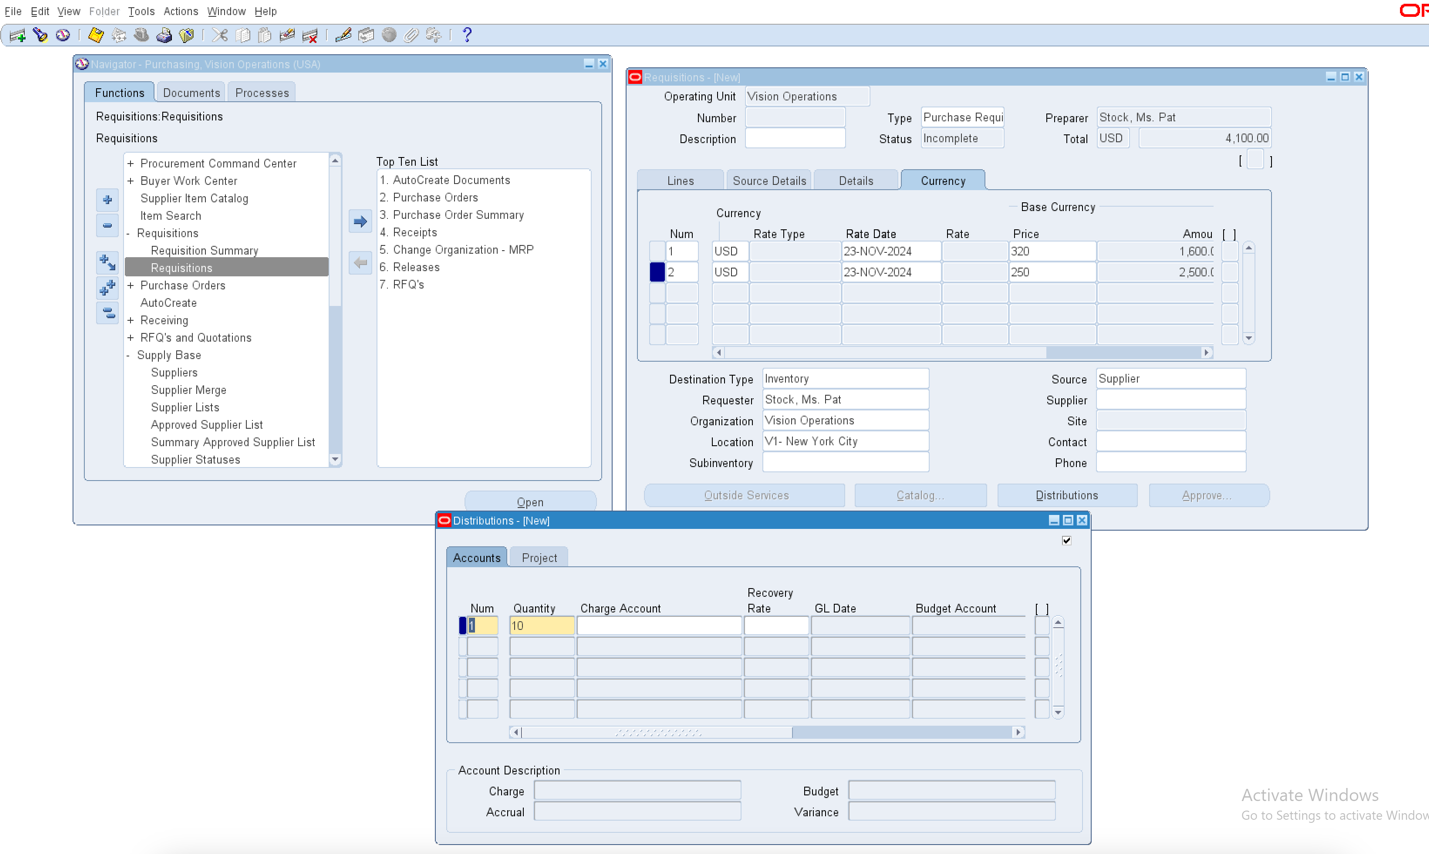 File Edit View Folder Tools Actions Window Help
Navigator - Purchasing, Vision Operations (USA)
Functions Documents Processes
Requisitions:Requisitions
Requisitions
+ Procurement Command Center
+ Buyer Work Center
Supplier Item Catalog
Item Search
- Requisitions
Requisition Summary
Requisitions
+ Purchase Orders
AutoCreate
+ Receiving
+ RFQ's and Quotations
- Supply Base
Suppliers
Supplier Merge
Supplier Lists
Approved Supplier List
Summary Approved Supplier List
Supplier Statuses
Top Ten List
1. AutoCreate Documents
2. Purchase Orders
3. Purchase Order Summary
4. Receipts
5. Change Organization - MRP
6. Releases
7. RFQ's
Open
Requisitions - [New]
Operating Unit Vision Operations
Number Type Purchase Requi Preparer Stock, Ms. Pat
Description Status Incomplete Total USD 4,100.00
[ ]
Lines Source Details Details Currency
Currency Base Currency
Num Rate Type Rate Date Rate Price Amou [ ]
1 USD 23-NOV-2024 320 1,600.0
2 USD 23-NOV-2024 250 2,500.0
Destination Type Inventory Source Supplier
Requester Stock, Ms. Pat Supplier
Organization Vision Operations Site
Location V1- New York City Contact
Subinventory Phone
Outside Services Catalog... Distributions Approve...
Distributions - [New]
Accounts Project
Recovery
Num Quantity Charge Account Rate GL Date Budget Account [ ]
1 10
Account Description
Charge Budget
Accrual Variance
Activate Windows
Go to Settings to activate Window